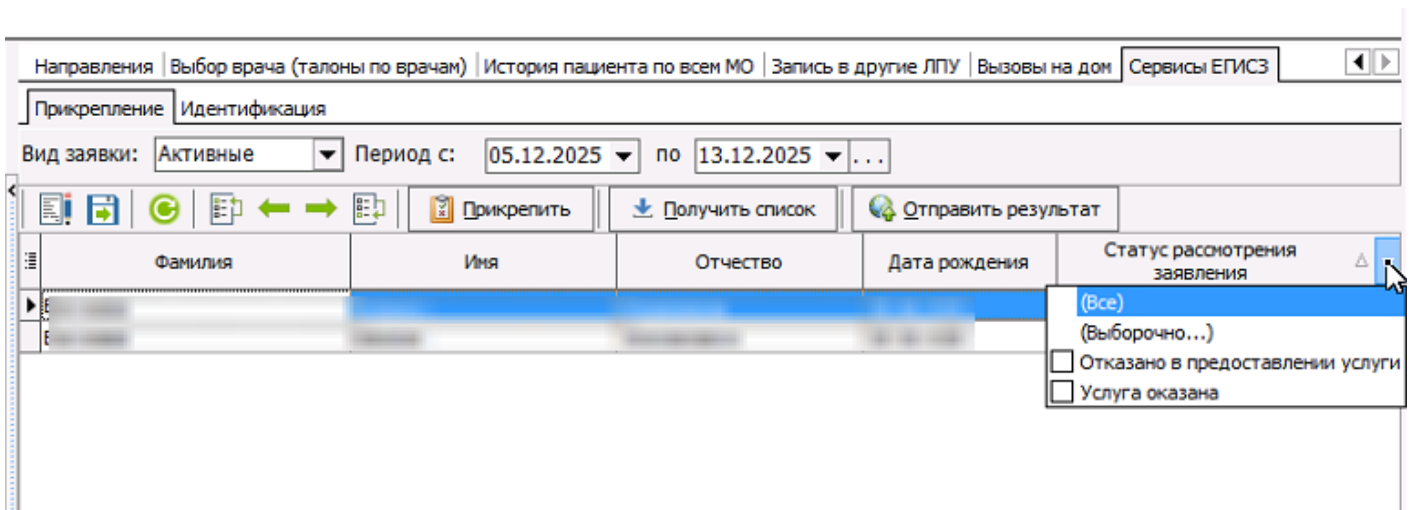 Направления Выбор врача (талоны по врачам) История пациента по всем МО Запись в другие ЛПУ Вызовы на дом Сервисы ЕГИСЗ
Прикрепление Идентификация
Вид заявки: Активные Период с: 05.12.2025 по 13.12.2025 ...
Прикрепить Получить список Отправить результат
Фамилия Имя Отчество Дата рождения Статус рассмотрения
заявления
(Все)
(Выборочно...)
Отказано в предоставлении услуги
Услуга оказана